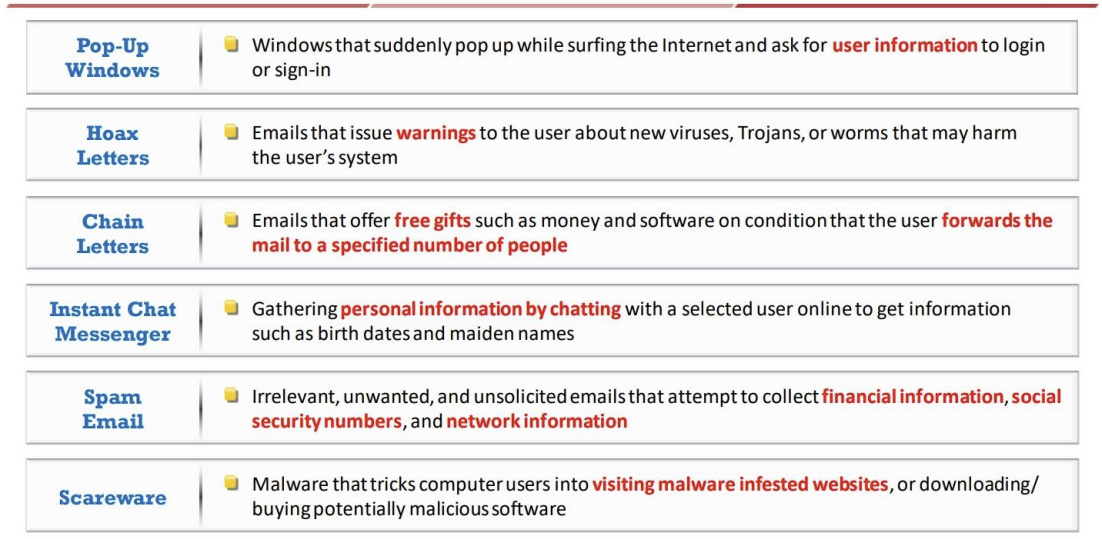 Pop-Up
Windows
Windows that suddenly pop up while surfing the Internet and ask for user information to login
or sign-in
Hoax
Letters
Emails that issue warnings to the user about new viruses, Trojans, or worms that may harm
the user's system
Chain
Letters
Emails that offer free gifts such as money and software on condition that the user forwards the
mail to a specified number of people
Instant Chat
Messenger
Gathering personal information by chatting with a selected user online to get information
such as birth dates and maiden names
Spam
Email
Irrelevant, unwanted, and unsolicited emails that attempt to collect financial information, social
security numbers, and network information
Scareware
Malware that tricks computer users into visiting malware infested websites, or downloading/
buying potentially malicious software